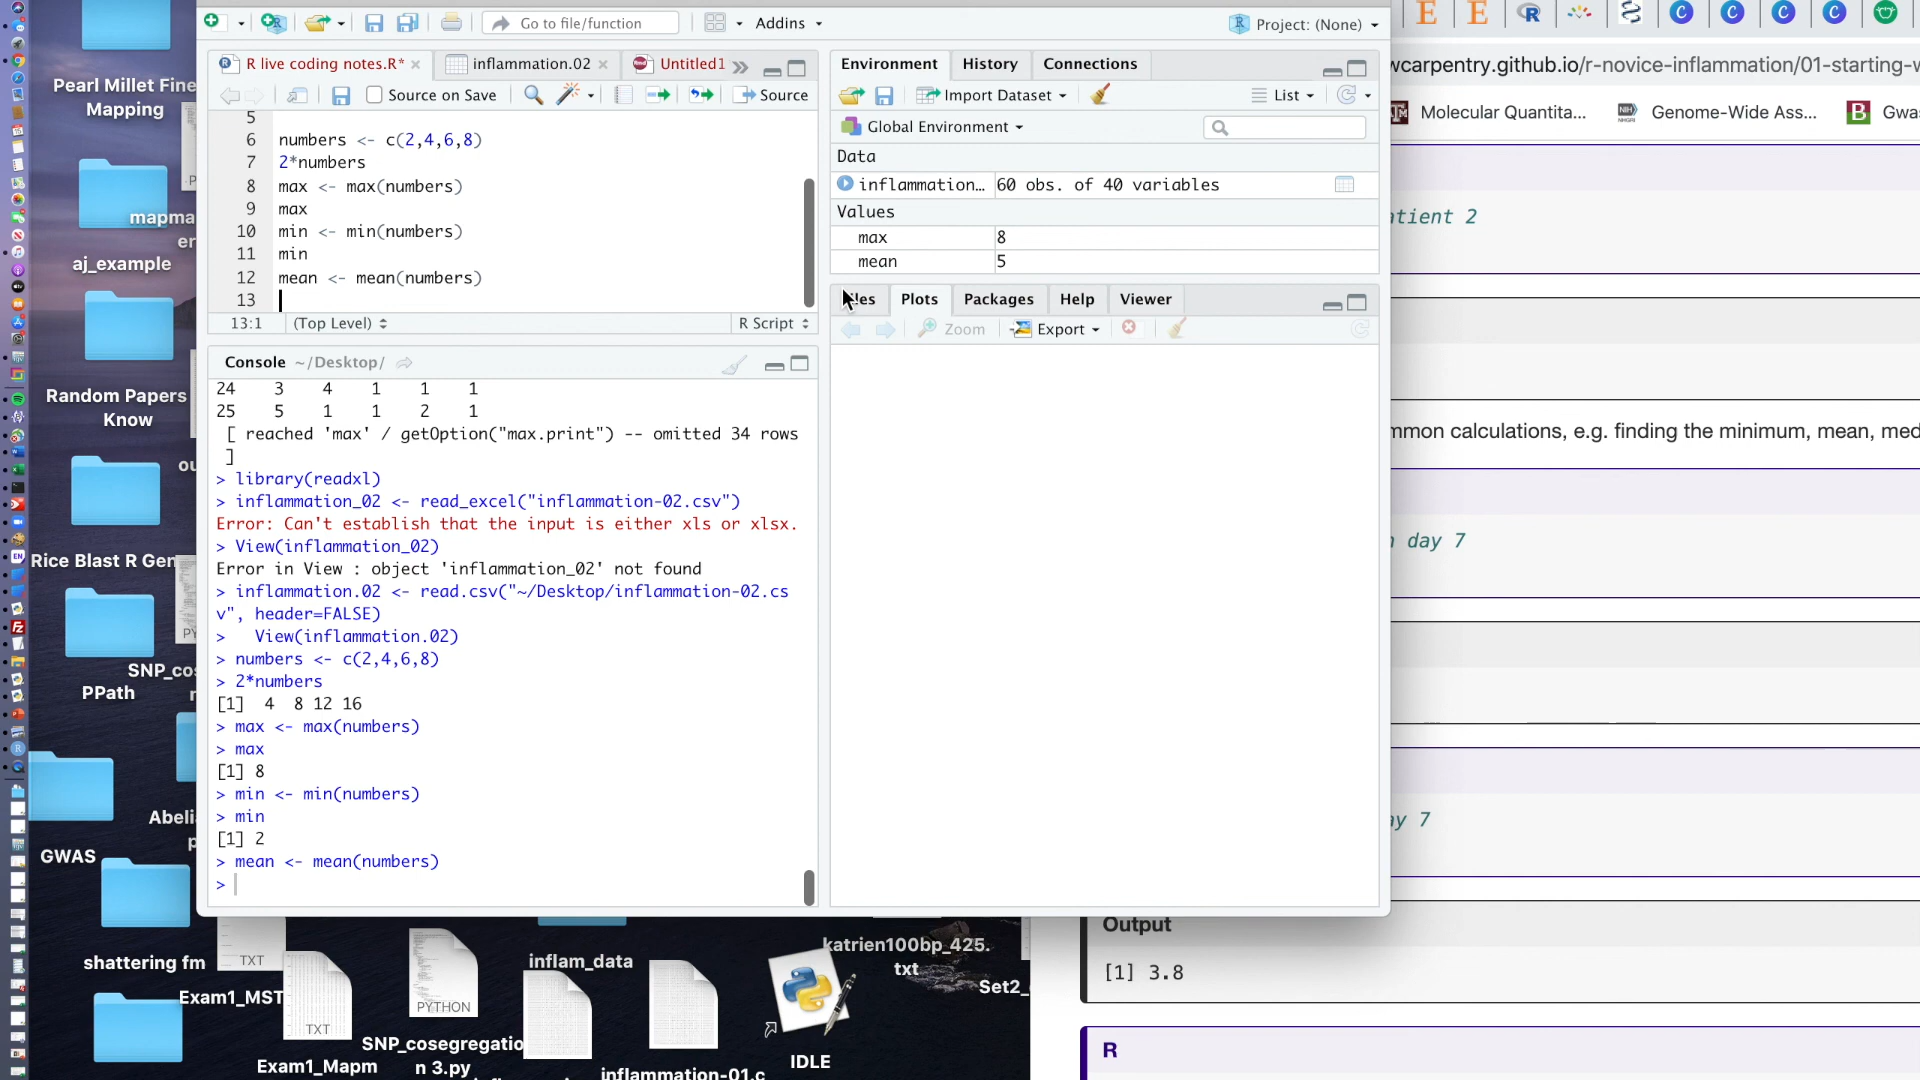 Go to file/function
Addins
Project: (None)
R live coding notes.R*
inflammation.02
Untitled1
Source on Save
Source
5
6 numbers <- c(2,4,6,8)
7 2*numbers
8 max <- max(numbers)
9 max
10 min <- min(numbers)
11 min
12 mean <- mean(numbers)
13
13:1 (Top Level) R Script
Console ~/Desktop/
24 3 4 1 1 1
25 5 1 1 2 1
[ reached 'max' / getOption("max.print") -- omitted 34 rows
]
> library(readxl)
> inflammation_02 <- read_excel("inflammation-02.csv")
Error: Can't establish that the input is either xls or xlsx.
> View(inflammation_02)
Error in View : object 'inflammation_02' not found
> inflammation.02 <- read.csv("~/Desktop/inflammation-02.cs
v", header=FALSE)
>   View(inflammation.02)
> numbers <- c(2,4,6,8)
> 2*numbers
[1]  4  8 12 16
> max <- max(numbers)
> max
[1] 8
> min <- min(numbers)
> min
[1] 2
> mean <- mean(numbers)
>
Environment History Connections
Import Dataset
List
Global Environment
Data
inflammation… 60 obs. of 40 variables
Values
max 8
mean 5
les Plots Packages Help Viewer
Zoom Export
Pearl Millet Fine
Mapping
mapma
er
aj_example
Random Papers
Know
ou
Rice Blast R Gen
SNP_cos
PPath
Abeli
GWAS
shattering fm
TXT
Exam1_MST
TXT
Exam1_Mapm
PYTHON
SNP_cosegregatio
n 3.py
inflam_data
inflammation-01.c
katrien100bp_425.
txt
IDLE
Set2_
wcarpentry.github.io/r-novice-inflammation/01-starting-w
Molecular Quantita...
Genome-Wide Ass...
Gwas
atient 2
mmon calculations, e.g. finding the minimum, mean, med
n day 7
ay 7
Output
[1] 3.8
R